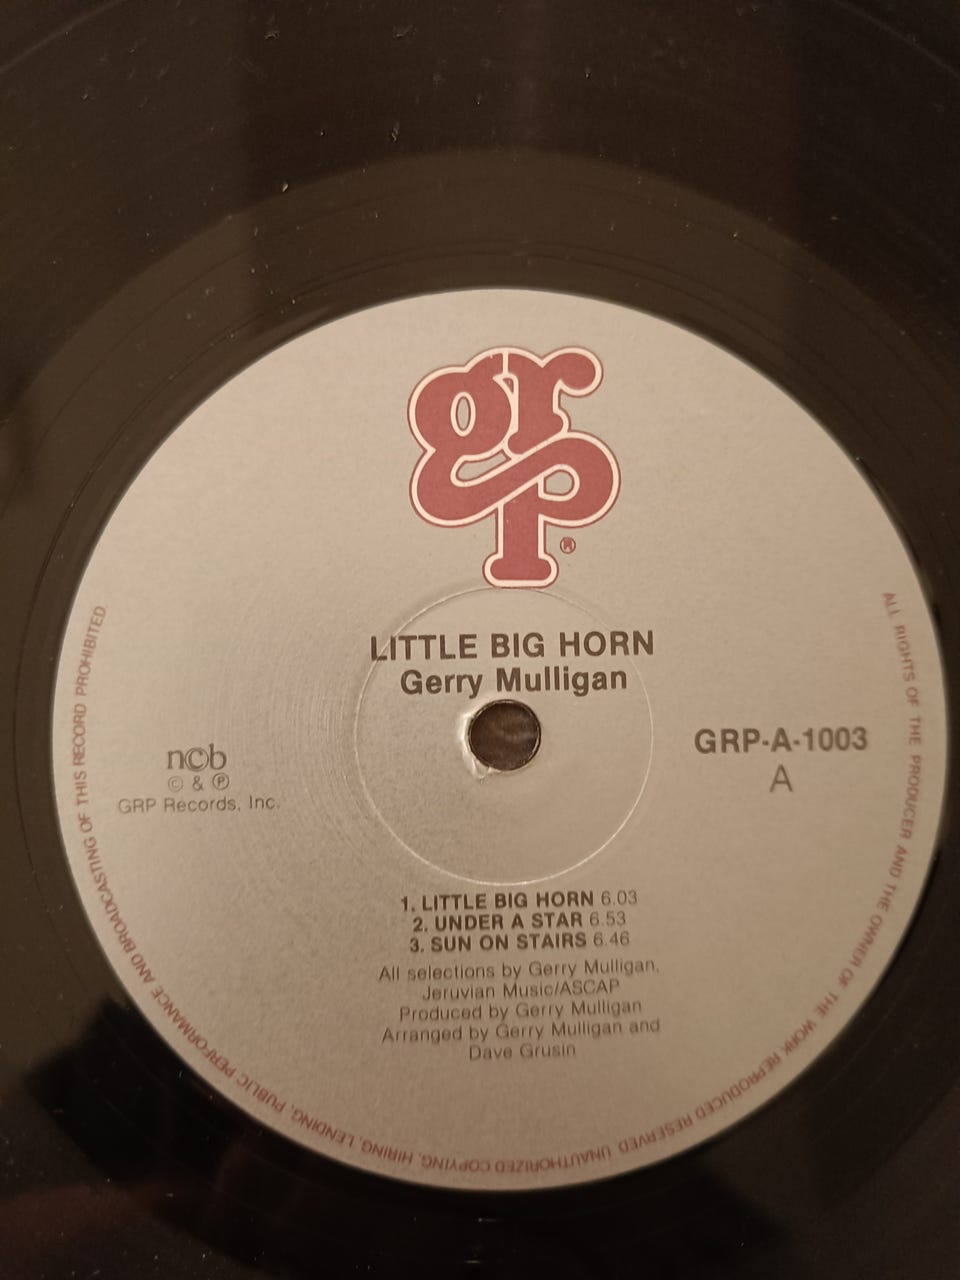 grp
®
LITTLE BIG HORN
Gerry Mulligan
GRP-A-1003
A
ncb
© & ℗
GRP Records, Inc.
1. LITTLE BIG HORN 6.03
2. UNDER A STAR 6.53
3. SUN ON STAIRS 6.46
All selections by Gerry Mulligan,
Jeruvian Music/ASCAP
Produced by Gerry Mulligan
Arranged by Gerry Mulligan and
Dave Grusin
ALL RIGHTS OF THE PRODUCER AND THE OWNER OF THE WORK REPRODUCED RESERVED. UNAUTHORIZED COPYING, HIRING, LENDING, PUBLIC PERFORMANCE AND BROADCASTING OF THIS RECORD PROHIBITED